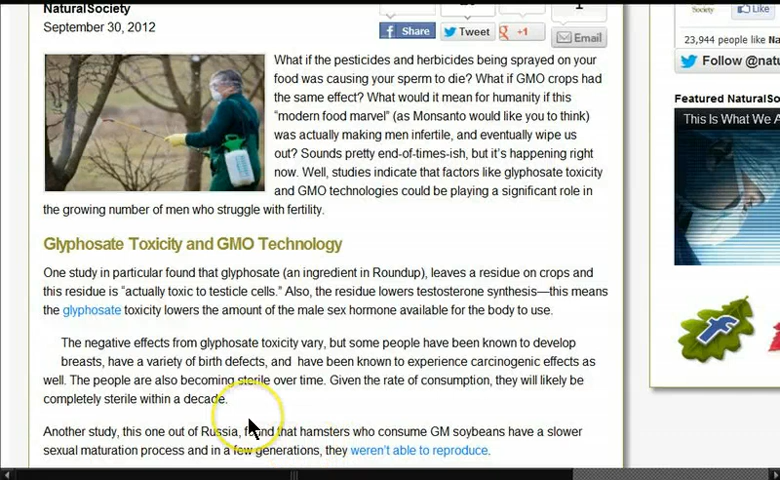 NaturalSociety
September 30, 2012
Share
Tweet
+1
1
Email
What if the pesticides and herbicides being sprayed on your
food was causing your sperm to die? What if GMO crops had
the same effect? What would it mean for humanity if this
“modern food marvel” (as Monsanto would like you to think)
was actually making men infertile, and eventually wipe us
out? Sounds pretty end-of-times-ish, but it’s happening right
now. Well, studies indicate that factors like glyphosate toxicity
and GMO technologies could be playing a significant role in
the growing number of men who struggle with fertility.
Glyphosate Toxicity and GMO Technology
One study in particular found that glyphosate (an ingredient in Roundup), leaves a residue on crops and
this residue is “actually toxic to testicle cells.” Also, the residue lowers testosterone synthesis—this means
the glyphosate toxicity lowers the amount of the male sex hormone available for the body to use.
The negative effects from glyphosate toxicity vary, but some people have been known to develop
breasts, have a variety of birth defects, and have been known to experience carcinogenic effects as
well. The people are also becoming sterile over time. Given the rate of consumption, they will likely be
completely sterile within a decade.
Another study, this one out of Russia, found that hamsters who consume GM soybeans have a slower
sexual maturation process and in a few generations, they weren’t able to reproduce.
Society
Like
23,944 people like Na
Follow @natu
Featured NaturalSo
This Is What We A
f